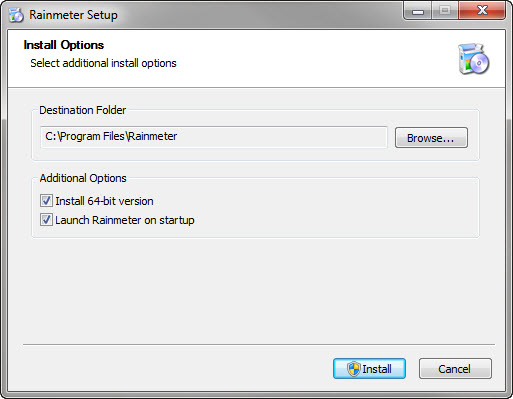 Rainmeter Setup
Install Options
Select additional install options
Destination Folder
C:\Program Files\Rainmeter
Browse...
Additional Options
Install 64-bit version
Launch Rainmeter on startup
Install
Cancel